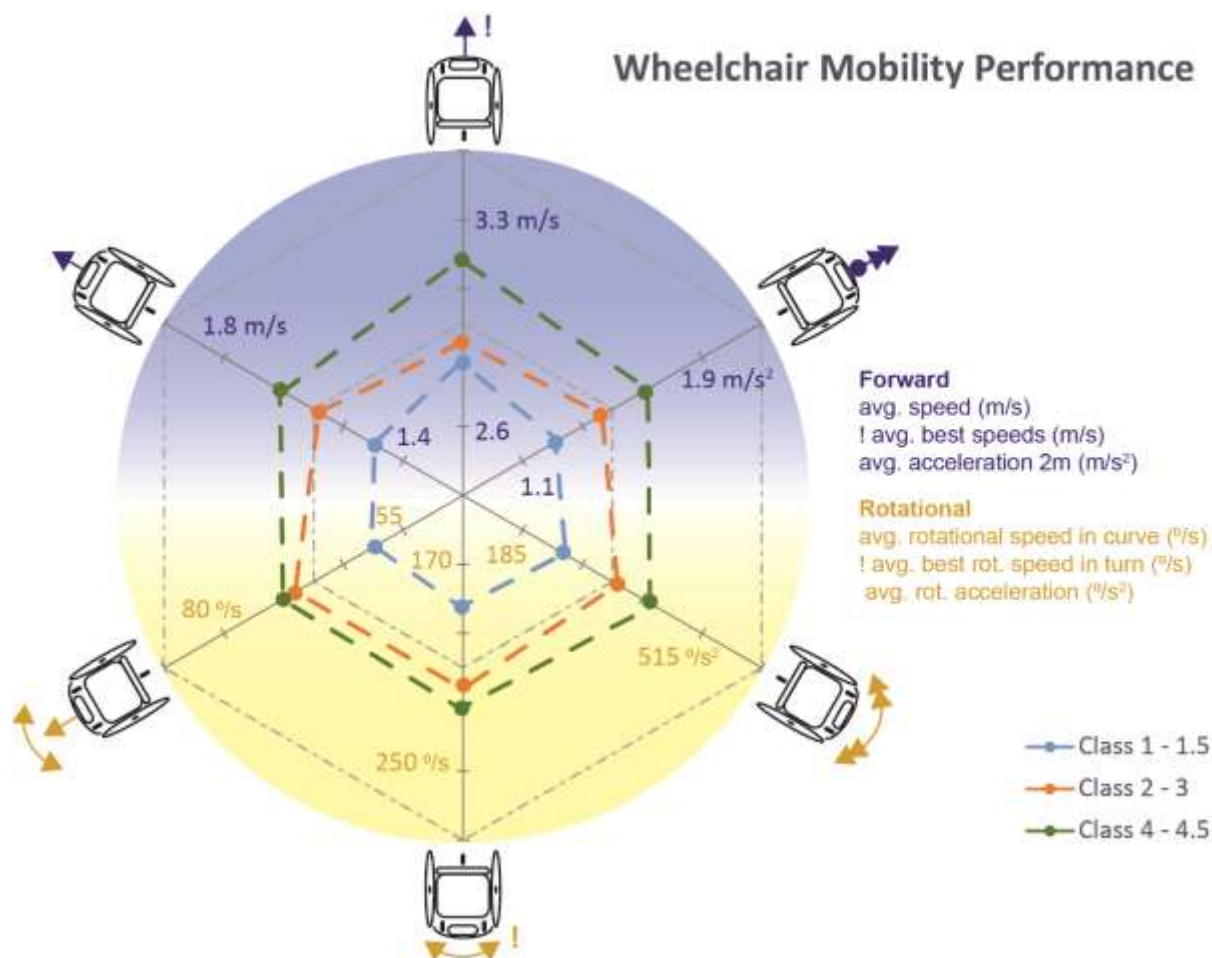 !
Wheelchair Mobility Performance
3.3 m/s
1.8 m/s
1.9 m/s²
1.4
2.6
1.1
Forward
avg. speed (m/s)
! avg. best speeds (m/s)
avg. acceleration 2m (m/s²)
55
170
185
Rotational
avg. rotational speed in curve (º/s)
! avg. best rot. speed in turn (º/s)
avg. rot. acceleration (º/s²)
80 º/s
515 º/s²
250 º/s
Class 1 - 1.5
Class 2 - 3
Class 4 - 4.5
!